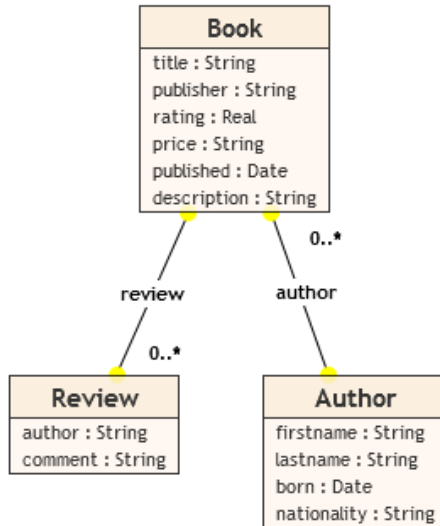 Book
title : String
publisher : String
rating : Real
price : String
published : Date
description : String
0..*
review
author
0..*
Review
author : String
comment : String
Author
firstname : String
lastname : String
born : Date
nationality : String